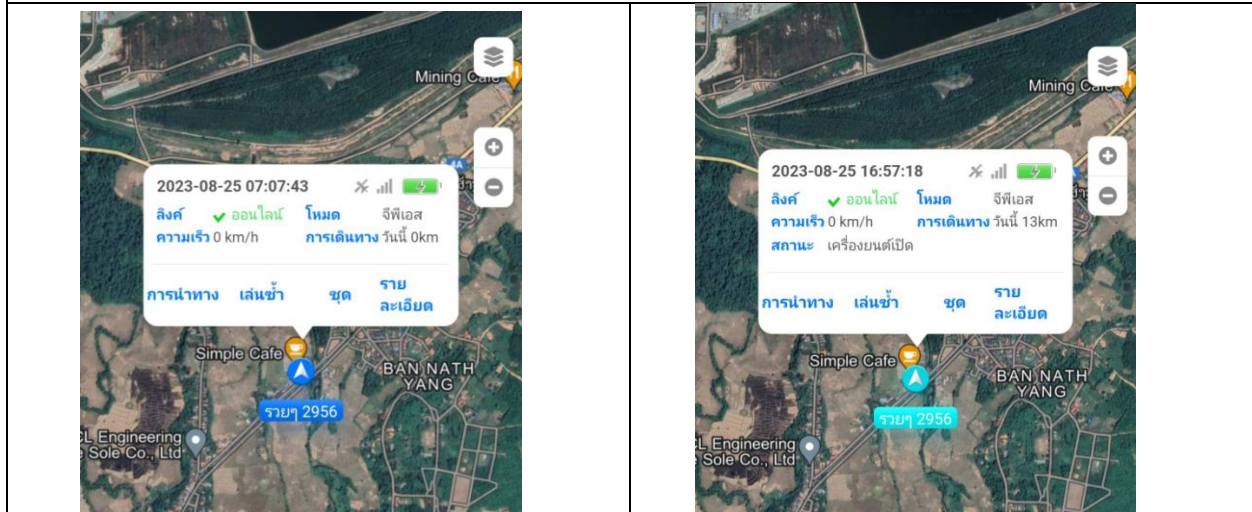 Mining Cafe
4A
2023-08-25 07:07:43
ลิงค์ ออนไลน์ โหมด จีพีเอส
ความเร็ว 0 km/h การเดินทาง วันนี้ 0km
การนำทาง เล่นซ้ำ ชุด ราย
ละเอียด
Simple Cafe
BAN NATH
YANG
รวยๆ 2956
L Engineering
Sole Co., Ltd
Mining Cafe
2023-08-25 16:57:18
ลิงค์ ออนไลน์ โหมด จีพีเอส
ความเร็ว 0 km/h การเดินทาง วันนี้ 13km
สถานะ เครื่องยนต์เปิด
การนำทาง เล่นซ้ำ ชุด ราย
ละเอียด
Simple Cafe
BAN NATH
YANG
รวยๆ 2956
L Engineering
Sole Co., Ltd